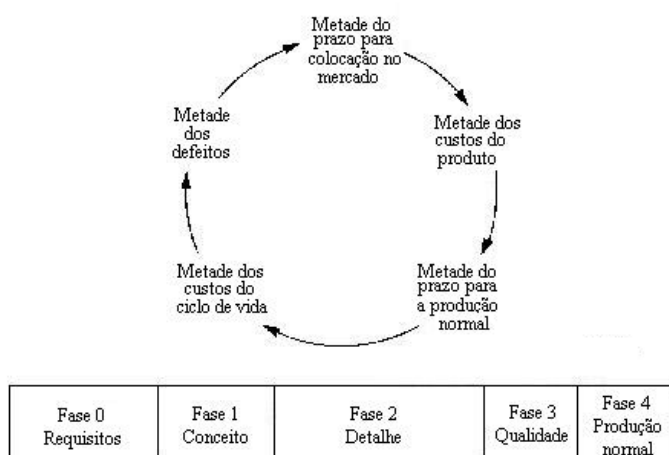 Metade do
prazo para
colocação no
mercado
Metade dos
custos do
produto
Metade do
prazo para
a produção
normal
Metade dos
custos do
ciclo de vida
Metade
dos
defeitos
Fase 0
Requisitos
Fase 1
Conceito
Fase 2
Detalhe
Fase 3
Qualidade
Fase 4
Produção
normal